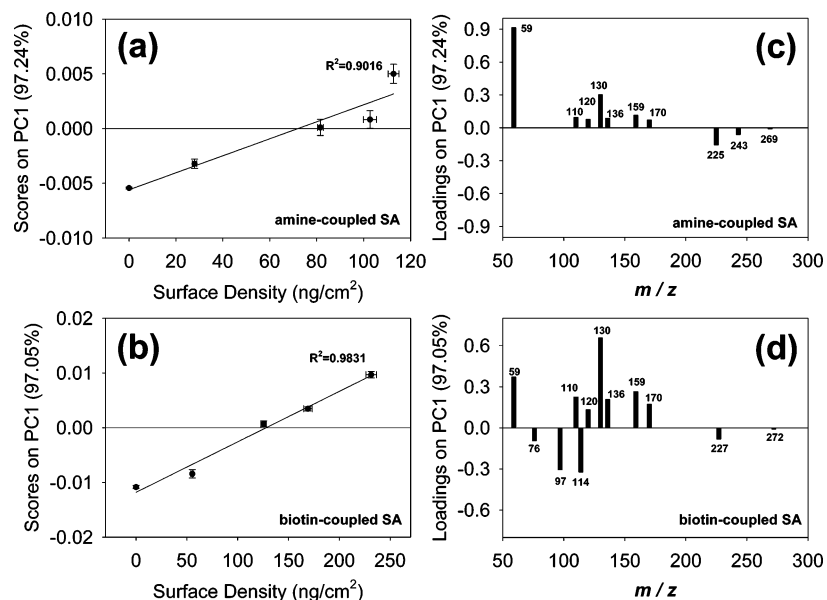 (a)
R²=0.9016
Scores on PC1 (97.24%)
0.010
0.005
0.000
-0.005
-0.010
amine-coupled SA
0 20 40 60 80 100 120
Surface Density (ng/cm²)
(c)
Loadings on PC1 (97.24%)
0.9
0.6
0.3
0.0
-0.3
-0.6
-0.9
59
110
120
130
136
159
170
225
243
269
amine-coupled SA
50 100 150 200 250 300
m / z
(b)
R²=0.9831
Scores on PC1 (97.05%)
0.02
0.01
0.00
-0.01
-0.02
biotin-coupled SA
0 50 100 150 200 250
Surface Density (ng/cm²)
(d)
Loadings on PC1 (97.05%)
0.6
0.3
0.0
-0.3
-0.6
59
76
97
110
114
120
130
136
159
170
227
272
biotin-coupled SA
50 100 150 200 250 300
m / z